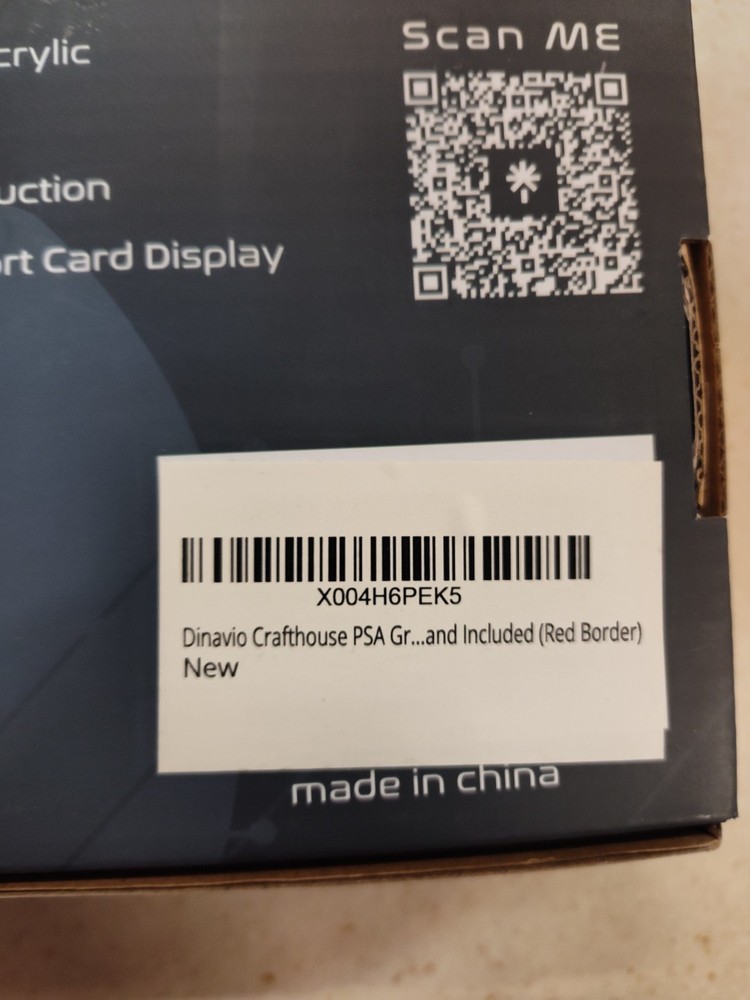 Scan ME
crylic
uction
ort Card Display
X004H6PEK5
Dinavio Crafthouse PSA Gr...and Included (Red Border)
New
made in china